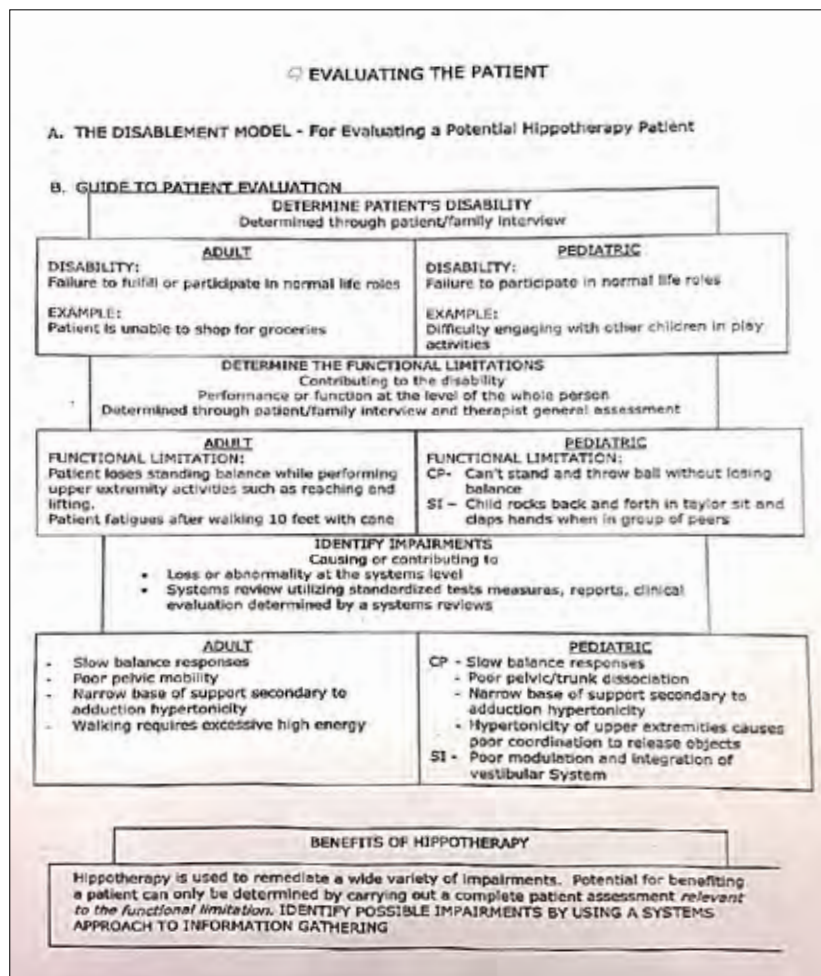 EVALUATING THE PATIENT
A. THE DISABLEMENT MODEL - For Evaluating a Potential Hippotherapy Patient
B. GUIDE TO PATIENT EVALUATION
DETERMINE PATIENT'S DISABILITY
Determined through patient/family interview
ADULT
DISABILITY:
Failure to fulfill or participate in normal life roles
EXAMPLE:
Patient is unable to shop for groceries
PEDIATRIC
DISABILITY:
Failure to participate in normal life roles
EXAMPLE:
Difficulty engaging with other children in play
activities
DETERMINE THE FUNCTIONAL LIMITATIONS
Contributing to the disability
Performance or function at the level of the whole person
Determined through patient/family interview and therapist general assessment
ADULT
FUNCTIONAL LIMITATION:
Patient loses standing balance while performing
upper extremity activities such as reaching and
lifting.
Patient fatigues after walking 10 feet with cane
PEDIATRIC
FUNCTIONAL LIMITATION:
CP- Can't stand and throw ball without losing
balance
SI – Child rocks back and forth in taylor sit and
claps hands when in group of peers
IDENTIFY IMPAIRMENTS
Causing or contributing to
• Loss or abnormality at the systems level
• Systems review utilizing standardized tests measures, reports, clinical
evaluation determined by a systems reviews
ADULT
- Slow balance responses
- Poor pelvic mobility
- Narrow base of support secondary to
adduction hypertonicity
- Walking requires excessive high energy
PEDIATRIC
CP - Slow balance responses
- Poor pelvic/trunk dissociation
- Narrow base of support secondary to
adduction hypertonicity
- Hypertonicity of upper extremities causes
poor coordination to release objects
SI - Poor modulation and integration of
vestibular System
BENEFITS OF HIPPOTHERAPY
Hippotherapy is used to remediate a wide variety of impairments. Potential for benefiting
a patient can only be determined by carrying out a complete patient assessment relevant
to the functional limitation. IDENTIFY POSSIBLE IMPAIRMENTS BY USING A SYSTEMS
APPROACH TO INFORMATION GATHERING